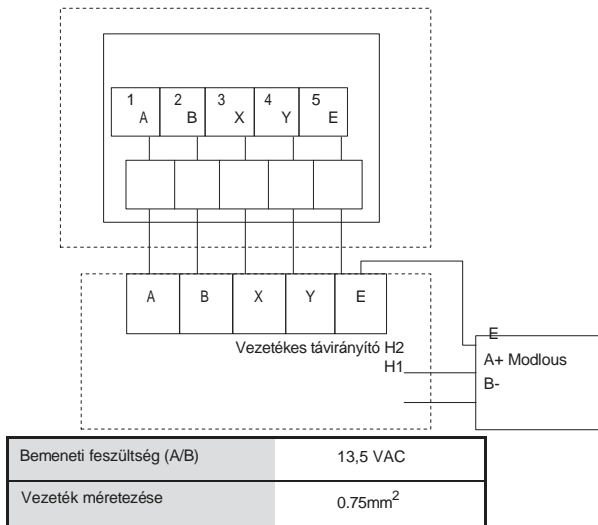 1 2 3 4 5
A B X Y E
A B X Y E
E
Vezetékes távirányító H2
A+ Modlous
H1
B-
Bemeneti feszültség (A/B) 13,5 VAC
Vezeték méretezése 0.75mm²